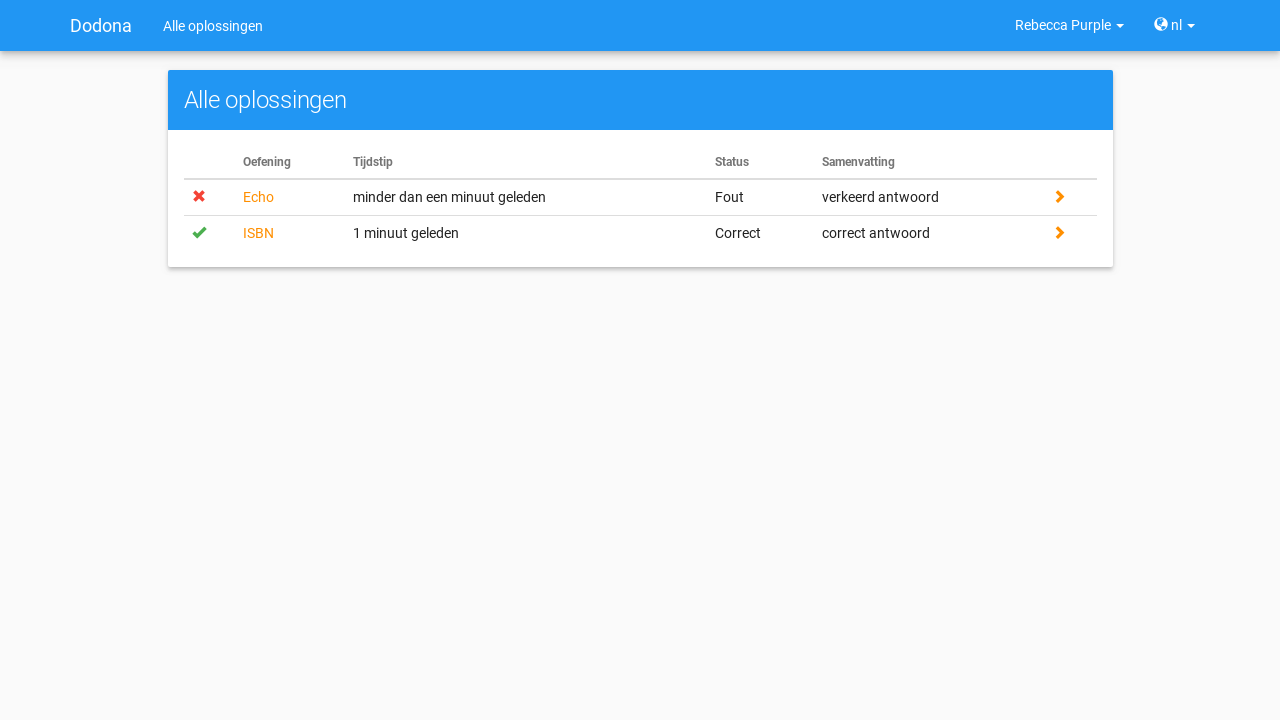 Dodona Alle oplossingen Rebecca Purple nl
Alle oplossingen
Oefening Tijdstip Status Samenvatting
Echo minder dan een minuut geleden Fout verkeerd antwoord
ISBN 1 minuut geleden Correct correct antwoord